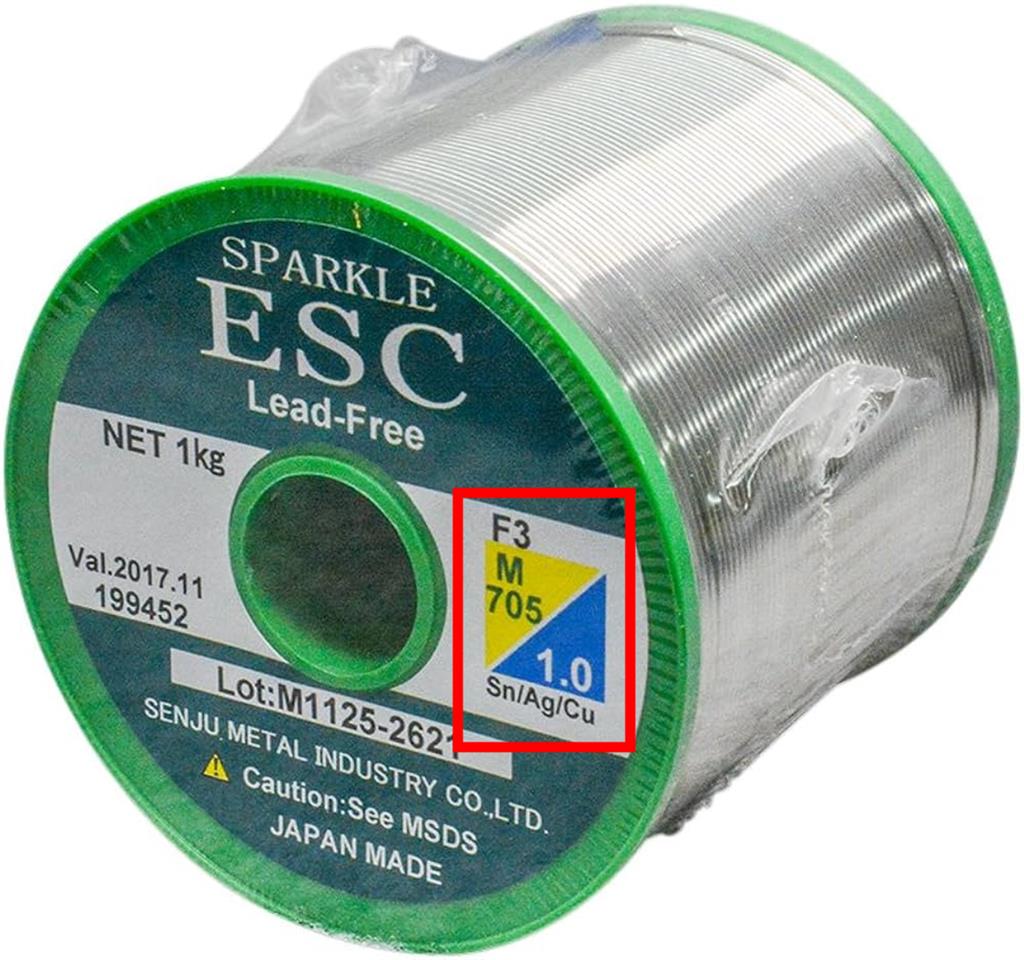 SPARKLE
ESC
Lead-Free
NET 1kg
F3
M
705
1.0
Sn/Ag/Cu
Val.2017.11
199452
Lot:M1125-2621
SENJU METAL INDUSTRY CO.,LTD.
Caution:See MSDS
JAPAN MADE